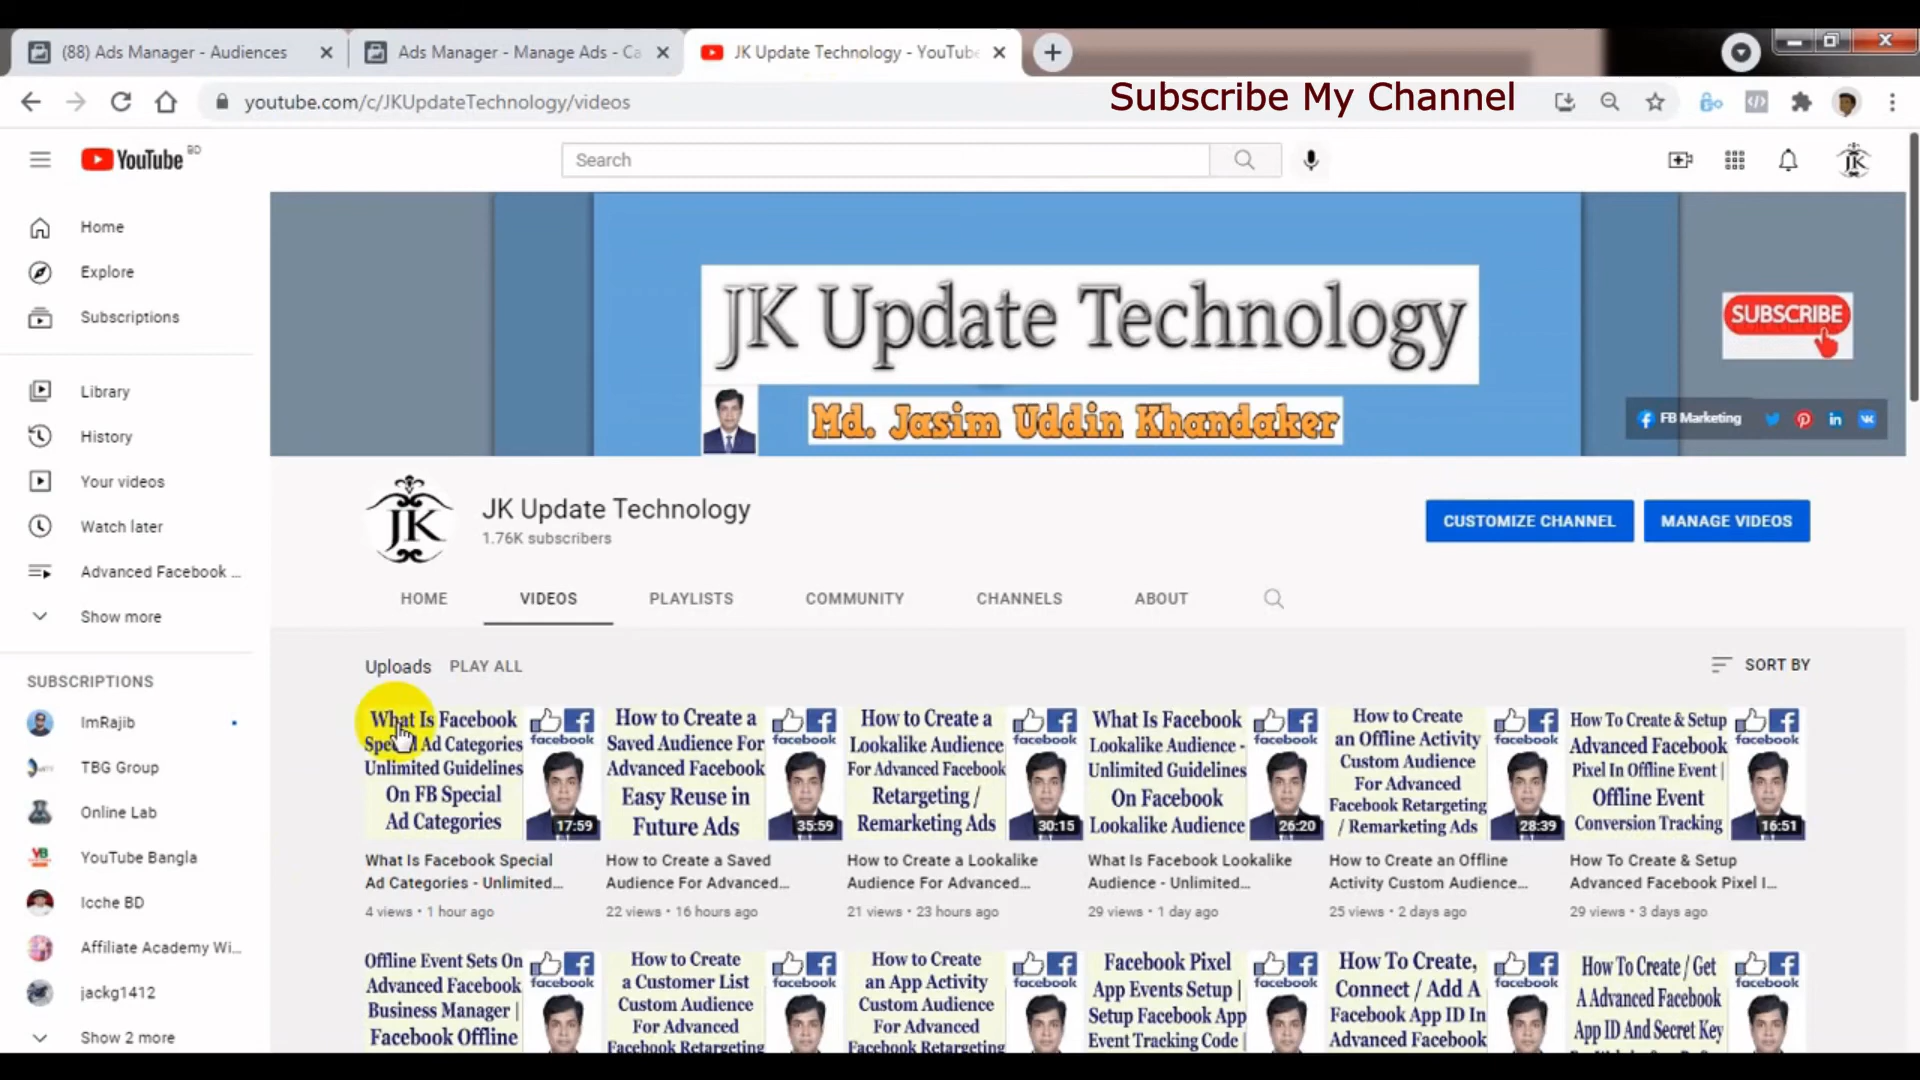 (88) Ads Manager - Audiences
Ads Manager - Manage Ads - Ca
JK Update Technology - YouTube
youtube.com/c/JKUpdateTechnology/videos
Subscribe My Channel
YouTube BD
Search
JK
Home
Explore
Subscriptions
Library
History
Your videos
Watch later
Advanced Facebook ...
Show more
SUBSCRIPTIONS
ImRajib
TBG Group
Online Lab
YouTube Bangla
Icche BD
Affiliate Academy Wi...
jackg1412
Show 2 more
JK Update Technology
Md. Jasim Uddin Khandaker
SUBSCRIBE
FB Marketing
JK
JK Update Technology
1.76K subscribers
CUSTOMIZE CHANNEL
MANAGE VIDEOS
HOME
VIDEOS
PLAYLISTS
COMMUNITY
CHANNELS
ABOUT
Uploads
PLAY ALL
SORT BY
What Is Facebook
Special Ad Categories
Unlimited Guidelines
On FB Special
Ad Categories
facebook
17:59
What Is Facebook Special
Ad Categories - Unlimited...
4 views • 1 hour ago
How to Create a
Saved Audience For
Advanced Facebook
Easy Reuse in
Future Ads
facebook
35:59
How to Create a Saved
Audience For Advanced...
22 views • 16 hours ago
How to Create a
Lookalike Audience
For Advanced Facebook
Retargeting /
Remarketing Ads
facebook
30:15
How to Create a Lookalike
Audience For Advanced...
21 views • 23 hours ago
What Is Facebook
Lookalike Audience -
Unlimited Guidelines
On Facebook
Lookalike Audience
facebook
26:20
What Is Facebook Lookalike
Audience - Unlimited...
29 views • 1 day ago
How to Create
an Offline Activity
Custom Audience
For Advanced
Facebook Retargeting
/ Remarketing Ads
facebook
28:39
How to Create an Offline
Activity Custom Audience...
25 views • 2 days ago
How To Create & Setup
Advanced Facebook
Pixel In Offline Event |
Offline Event
Conversion Tracking
facebook
16:51
How To Create & Setup
Advanced Facebook Pixel I...
29 views • 3 days ago
Offline Event Sets On
Advanced Facebook
Business Manager |
Facebook Offline
facebook
How to Create
a Customer List
Custom Audience
For Advanced
Facebook Retargeting
facebook
How to Create
an App Activity
Custom Audience
For Advanced
Facebook Retargeting
facebook
Facebook Pixel
App Events Setup |
Setup Facebook App
Event Tracking Code |
facebook
How To Create,
Connect / Add A
Facebook App ID In
Advanced Facebook
facebook
How To Create / Get
A Advanced Facebook
App ID And Secret Key
facebook